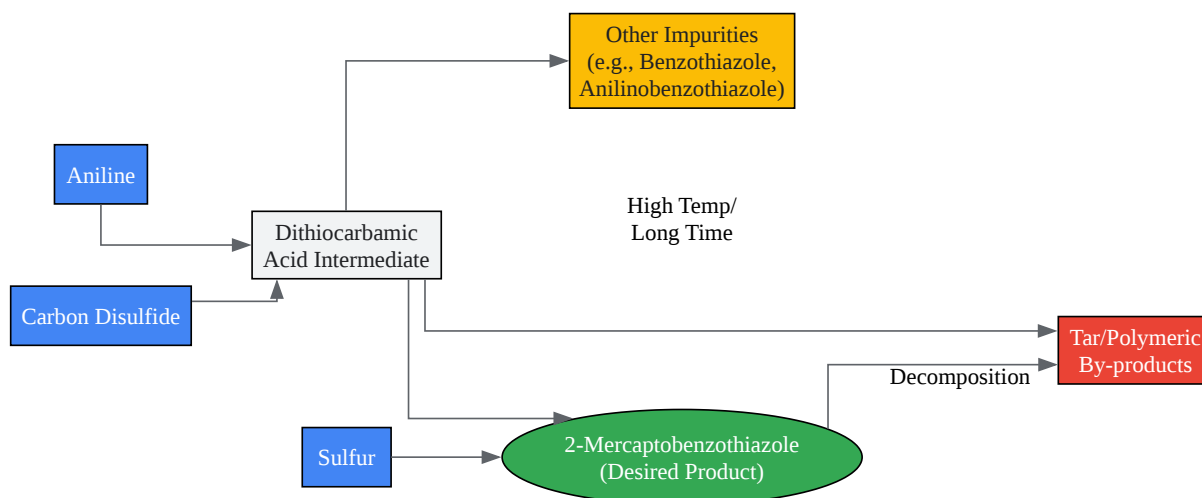 Other Impurities
(e.g., Benzothiazole,
Anilinobenzothiazole)
Aniline
High Temp/
Long Time
Dithiocarbamic
Acid Intermediate
Carbon Disulfide
Tar/Polymeric
By-products
Decomposition
2-Mercaptobenzothiazole
(Desired Product)
Sulfur